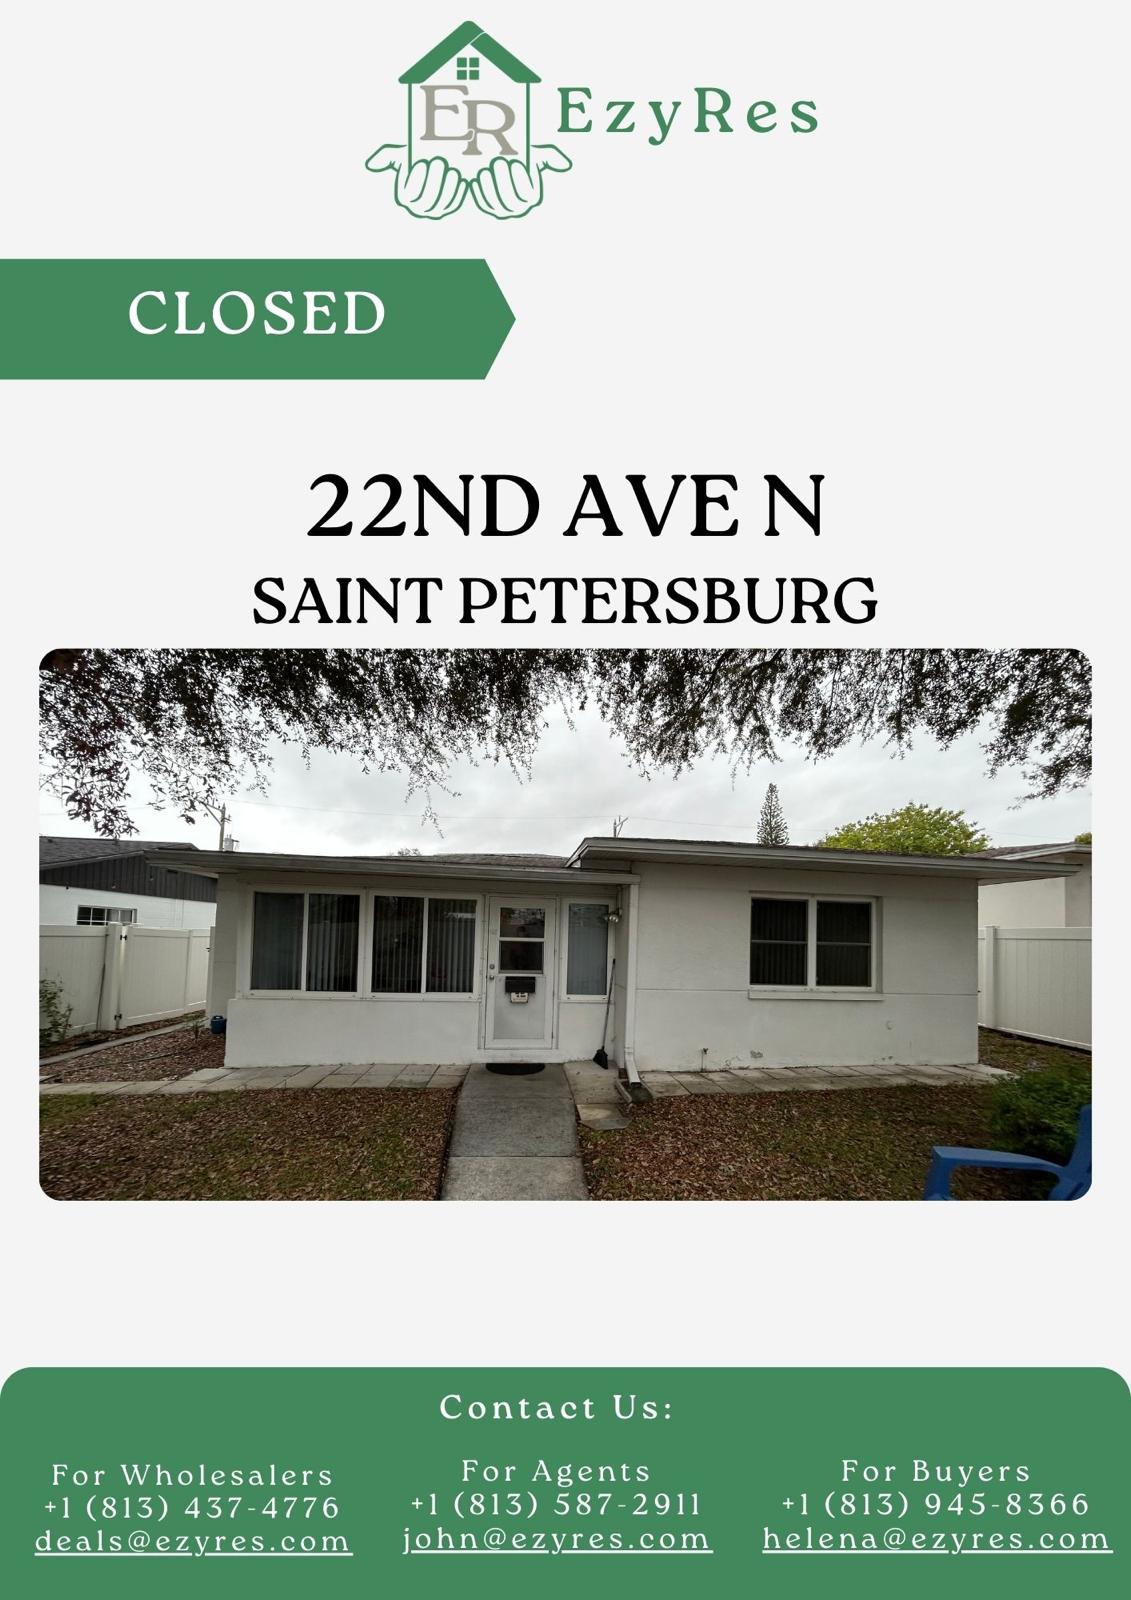 ER
EzyRes
CLOSED
22ND AVE N
SAINT PETERSBURG
Contact Us:
For Wholesalers
+1 (813) 437-4776
deals@ezyres.com
For Agents
+1 (813) 587-2911
john@ezyres.com
For Buyers
+1 (813) 945-8366
helena@ezyres.com